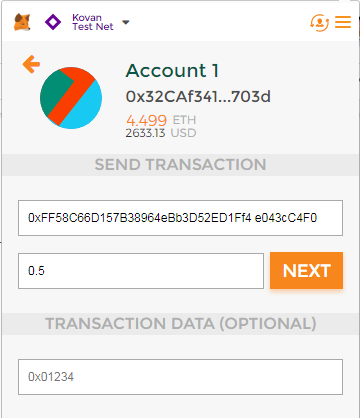 Kovan
Test Net
Account 1
0x32CAf341...703d
4.499 ETH
2633.13 USD
SEND TRANSACTION
0xFF58C66D157B38964eBb3D52ED1Ff4 e043cC4F0
0.5
NEXT
TRANSACTION DATA (OPTIONAL)
0x01234